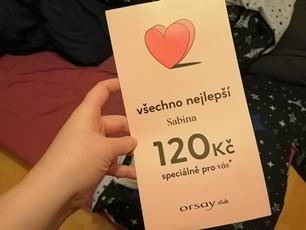 všechno nejlepší
Sabina
120Kč
speciálně pro vás*
orsay club